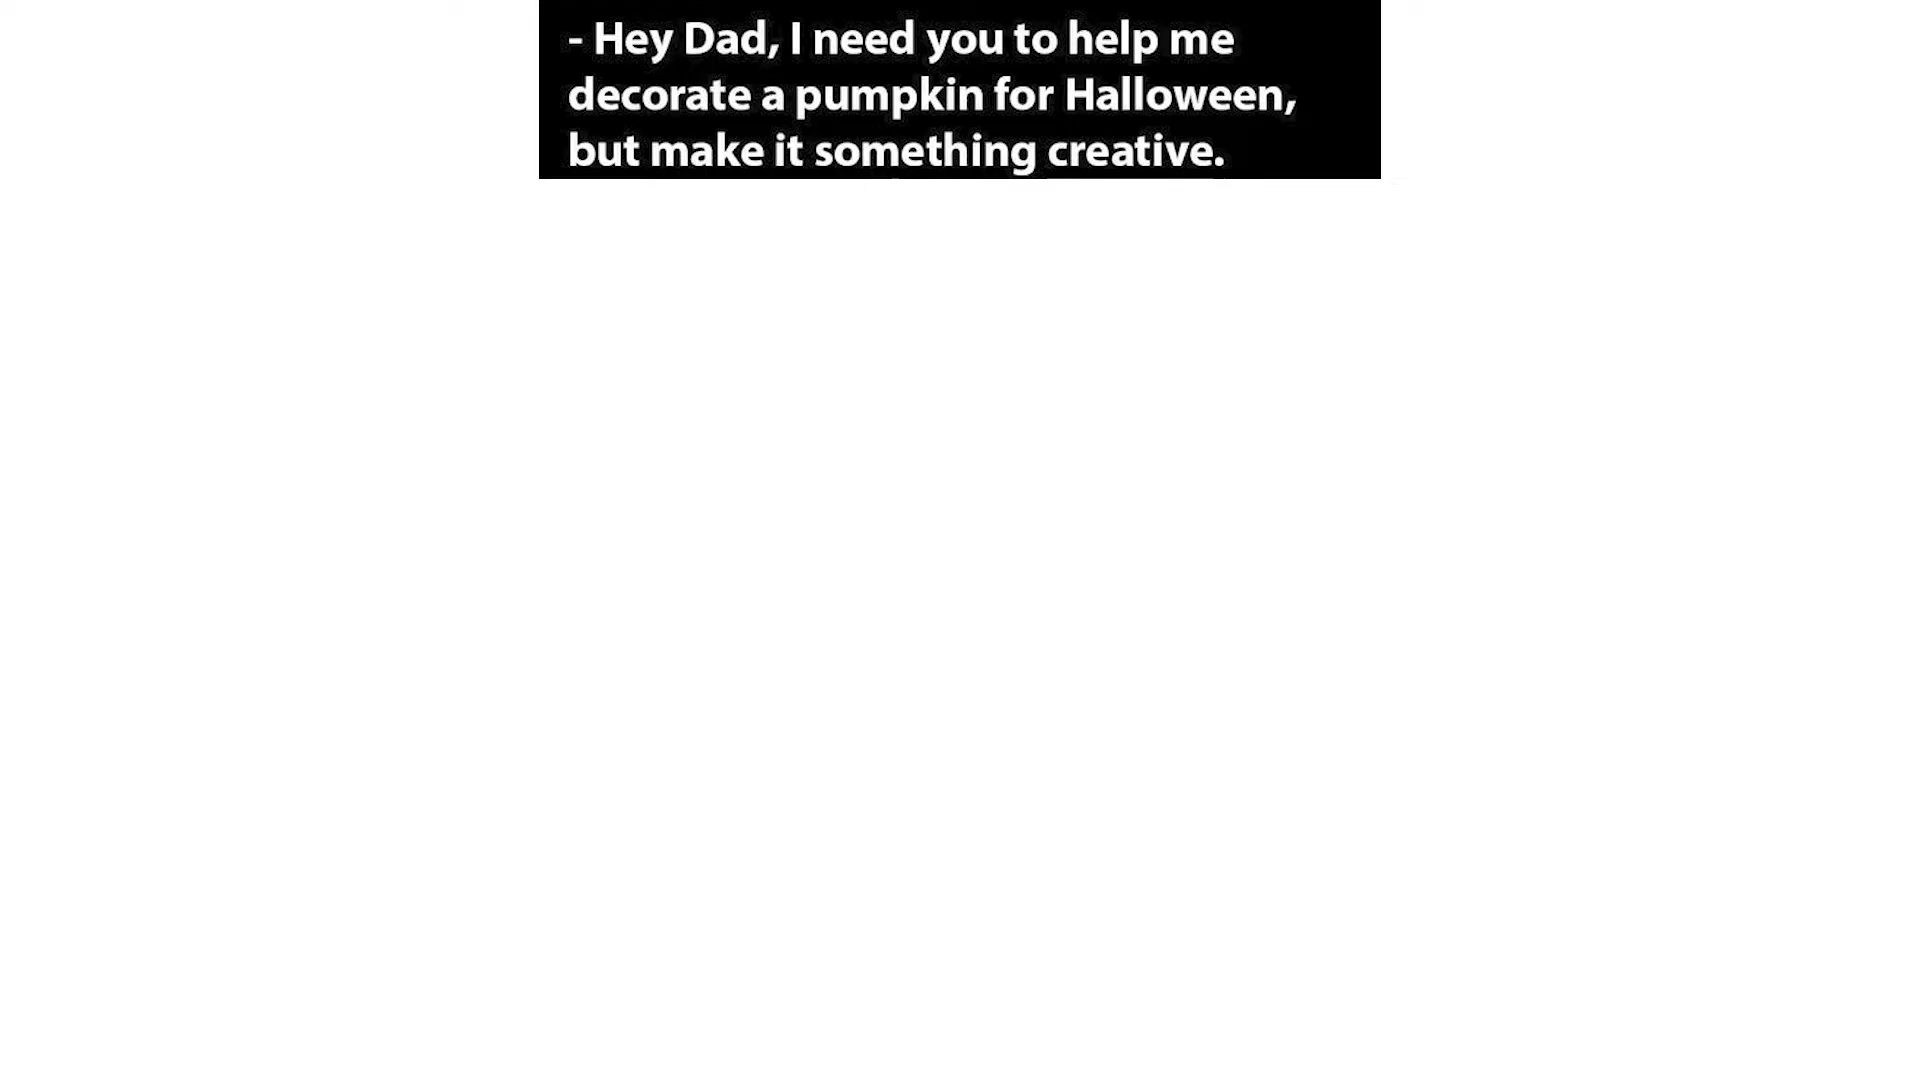 - Hey Dad, I need you to help me
decorate a pumpkin for Halloween,
but make it something creative.